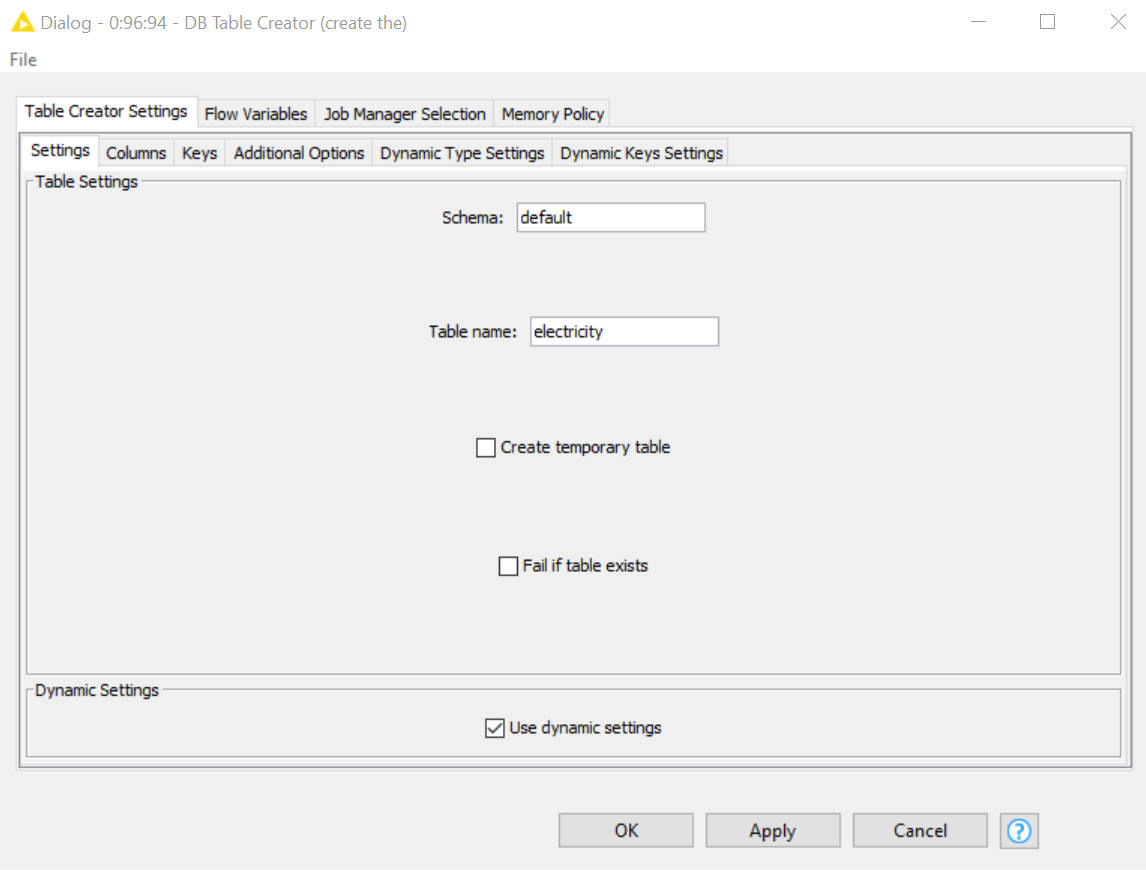 Dialog - 0:96:94 - DB Table Creator (create the)
File
Table Creator Settings Flow Variables Job Manager Selection Memory Policy
Settings Columns Keys Additional Options Dynamic Type Settings Dynamic Keys Settings
Table Settings
Schema: default
Table name: electricity
Create temporary table
Fail if table exists
Dynamic Settings
Use dynamic settings
OK Apply Cancel ?